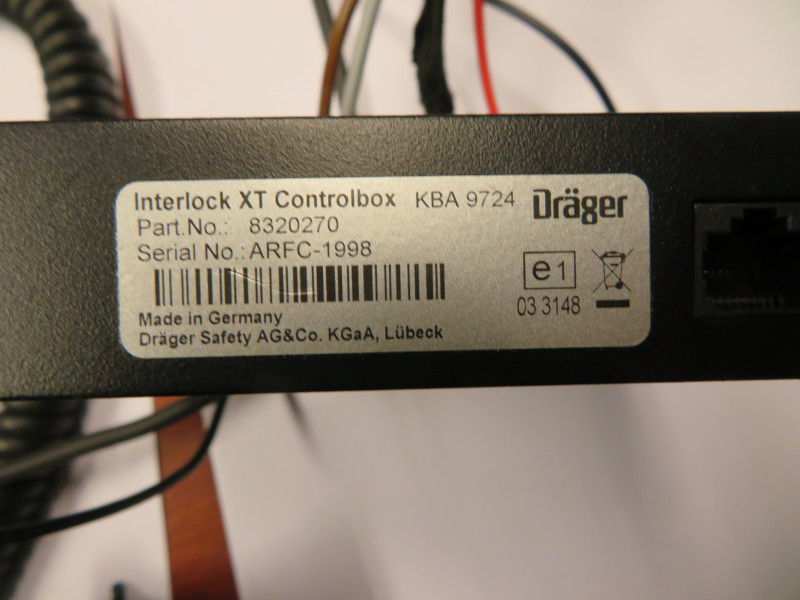 Interlock XT Controlbox KBA 9724 Dräger
Part.No.: 8320270
Serial No.: ARFC-1998
e1
03 3148
Made in Germany
Dräger Safety AG&Co. KGaA, Lübeck